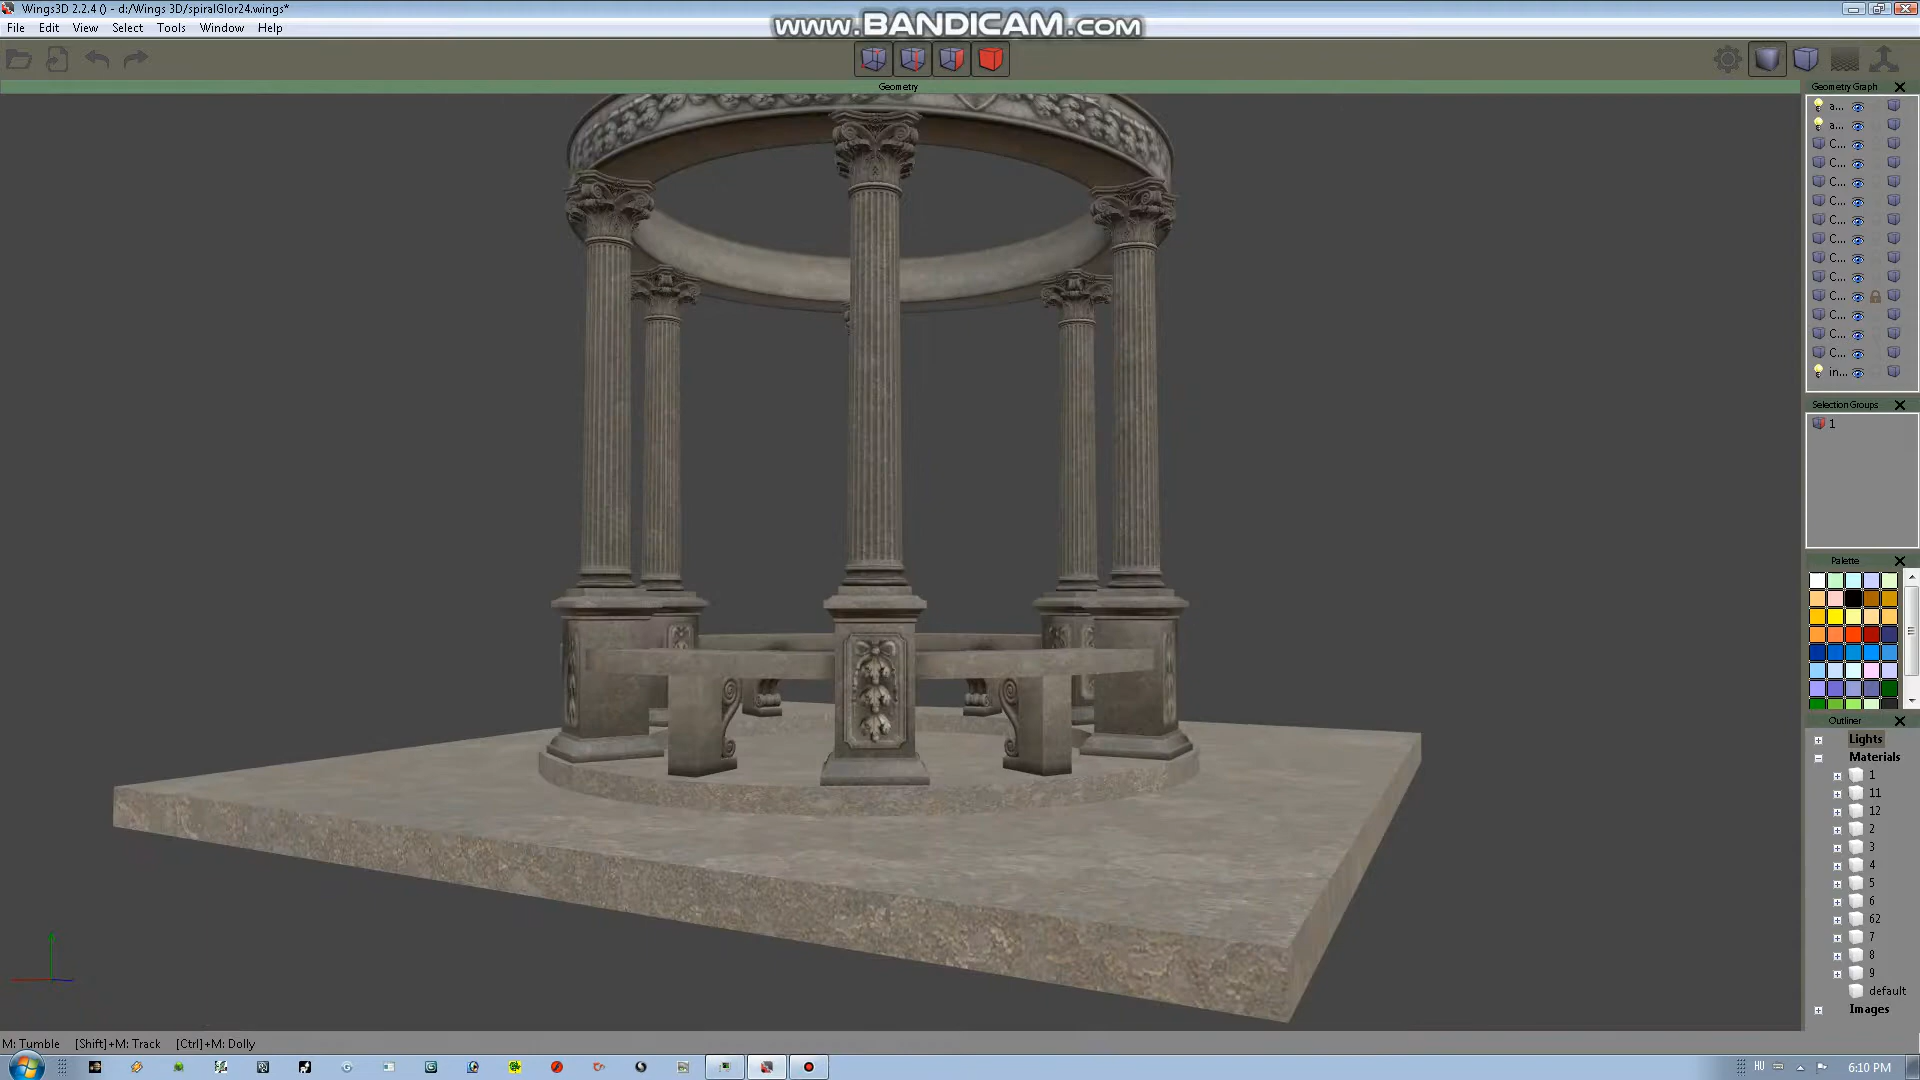 Wings3D 2.2.4 () - d:/Wings 3D/spiralGlor24.wings*
www.BANDICAM.com
File Edit View Select Tools Window Help
Geometry
Geometry Graph
a...
a...
C...
C...
C...
C...
C...
C...
C...
C...
C...
C...
C...
C...
in...
Selection Groups
1
Palette
Outliner
Lights
Materials
1
11
12
2
3
4
5
6
62
7
8
9
default
Images
M: Tumble [Shift]+M: Track [Ctrl]+M: Dolly
HU
6:10 PM